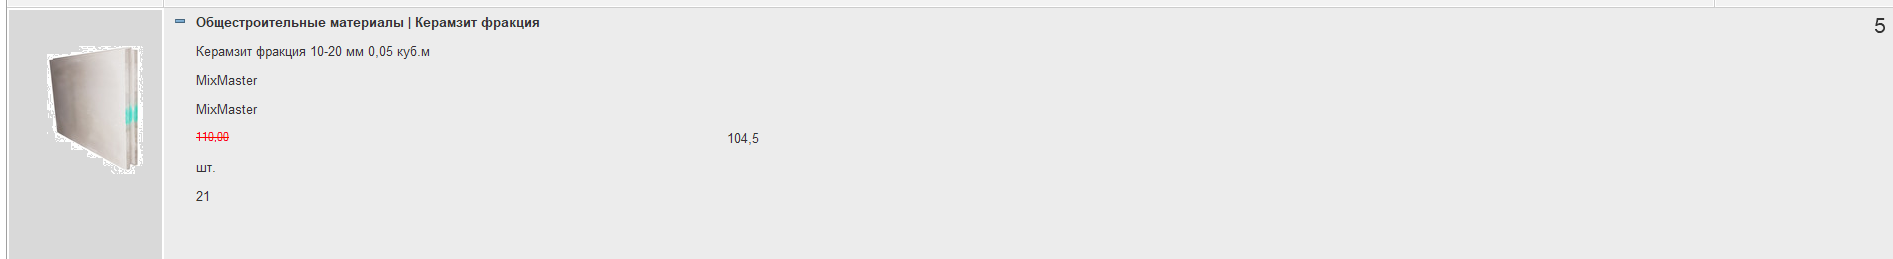 Общестроительные материалы | Керамзит фракция
5
Керамзит фракция 10-20 мм 0,05 куб.м
MixMaster
MixMaster
110,00 104,5
шт.
21